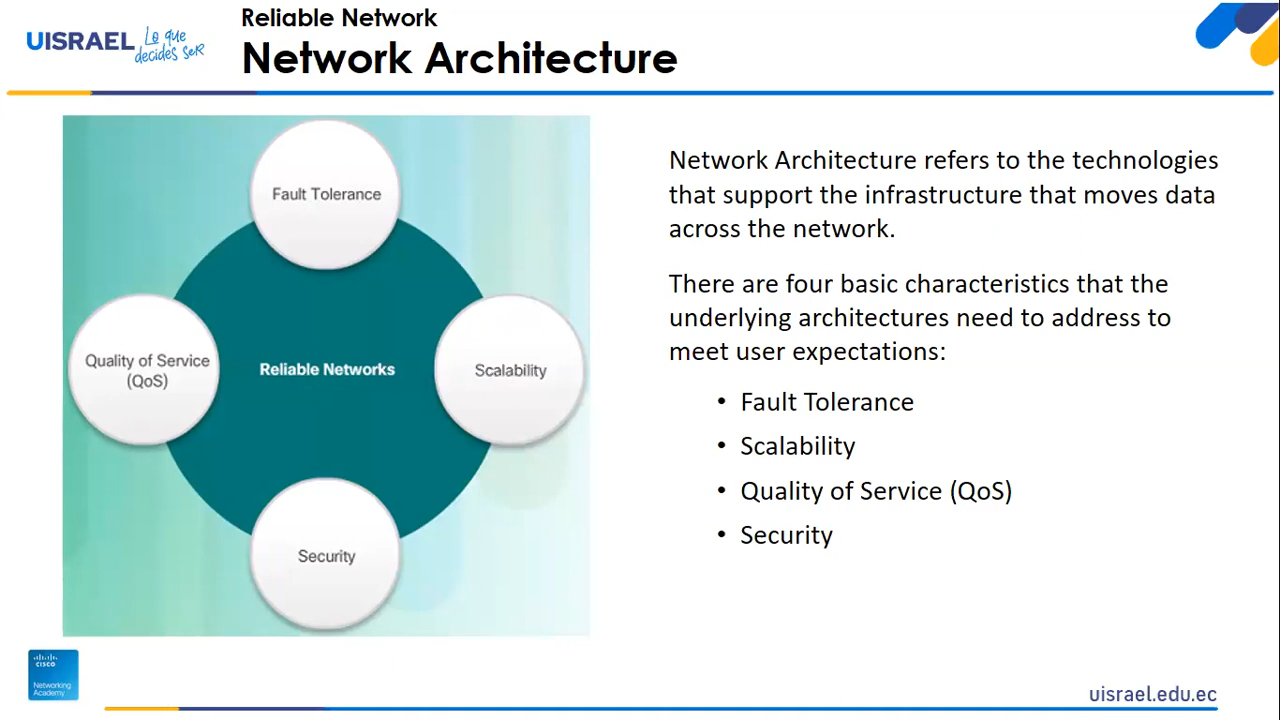 Reliable Network
UISRAEL Lo que
decides seR
Network Architecture
Fault Tolerance
Quality of Service
(QoS)
Reliable Networks
Scalability
Security
Network Architecture refers to the technologies
that support the infrastructure that moves data
across the network.
There are four basic characteristics that the
underlying architectures need to address to
meet user expectations:
• Fault Tolerance
• Scalability
• Quality of Service (QoS)
• Security
CISCO
Networking
Academy
uisrael.edu.ec